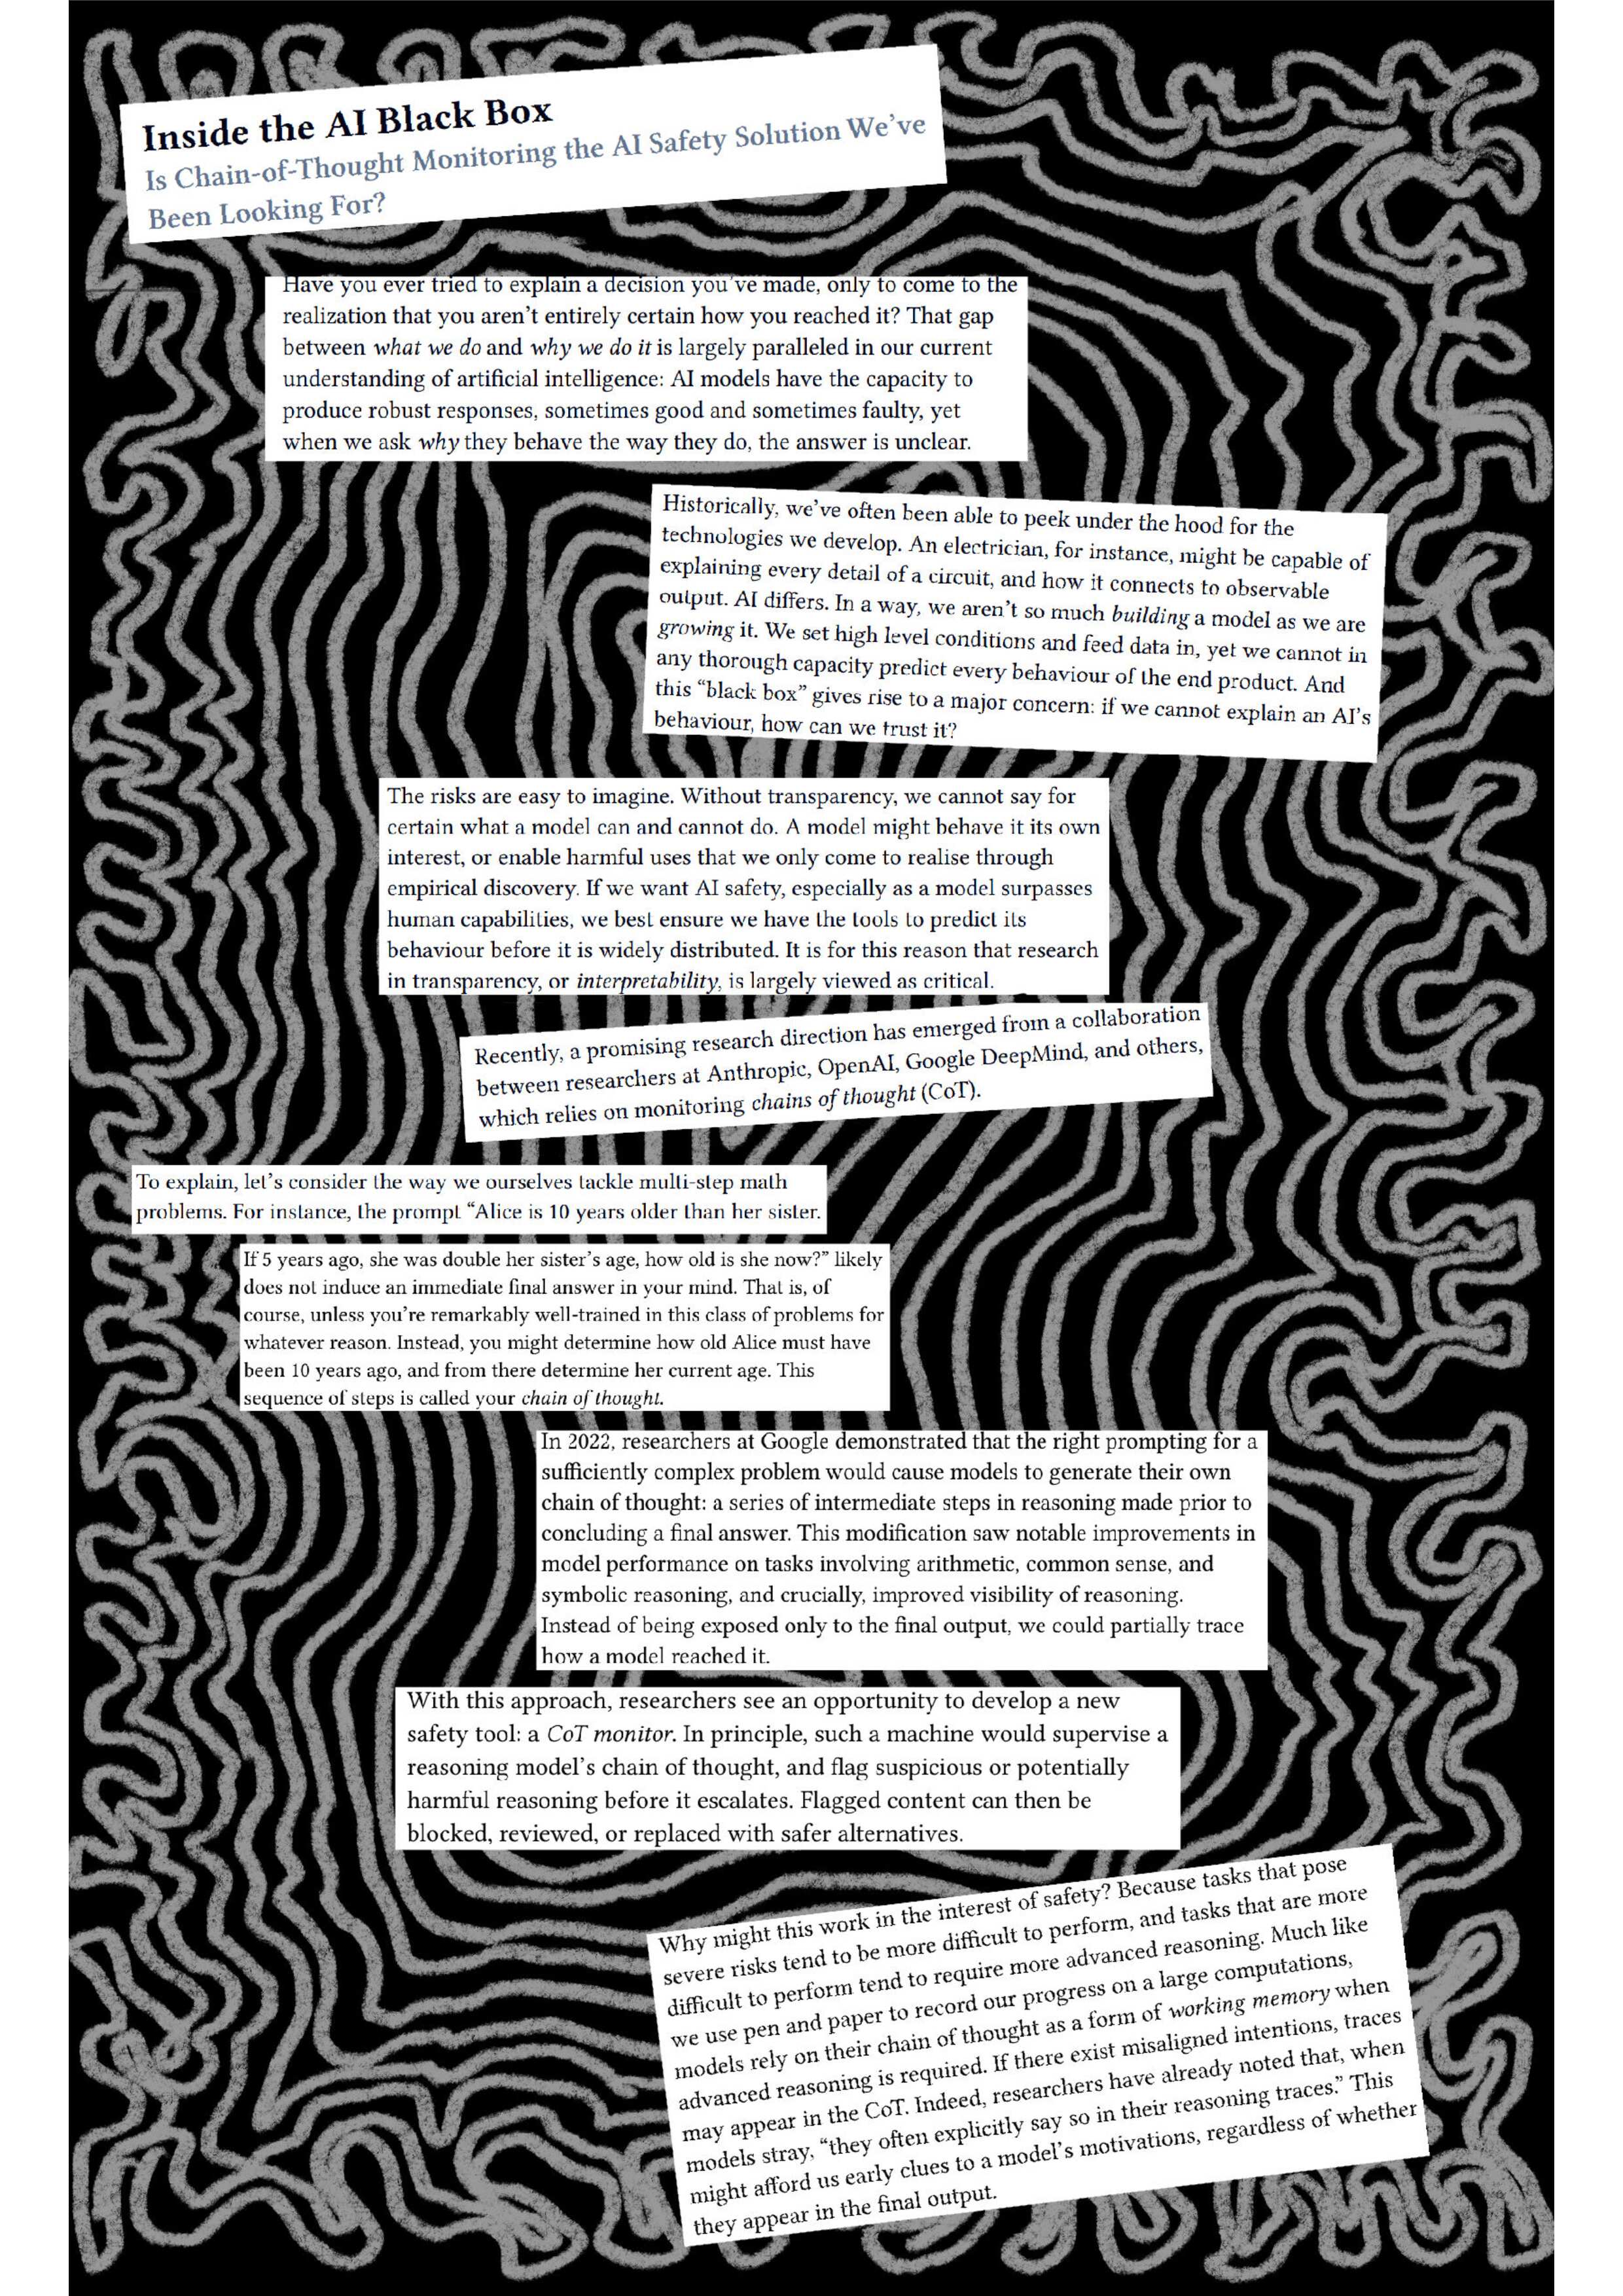 Inside the AI Black Box
Is Chain-of-Thought Monitoring the AI Safety Solution We've
Been Looking For?
Have you ever tried to explain a decision you've made, only to come to the
realization that you aren't entirely certain how you reached it? That gap
between what we do and why we do it is largely paralleled in our current
understanding of artificial intelligence: AI models have the capacity to
produce robust responses, sometimes good and sometimes faulty, yet
when we ask why they behave the way they do, the answer is unclear.
Historically, we've often been able to peek under the hood for the
technologies we develop. An electrician, for instance, might be capable of
explaining every detail of a circuit, and how it connects to observable
output. AI differs. In a way, we aren't so much building a model as we are
growing it. We set high level conditions and feed data in, yet we cannot in
any thorough capacity predict every behaviour of the end product. And
this "black box" gives rise to a major concern: if we cannot explain an AI's
behaviour, how can we trust it?
The risks are easy to imagine. Without transparency, we cannot say for
certain what a model can and cannot do. A model might behave it its own
interest, or enable harmful uses that we only come to realise through
empirical discovery. If we want AI safety, especially as a model surpasses
human capabilities, we best ensure we have the tools to predict its
behaviour before it is widely distributed. It is for this reason that research
in transparency, or interpretability, is largely viewed as critical.
Recently, a promising research direction has emerged from a collaboration
between researchers at Anthropic, OpenAI, Google DeepMind, and others,
which relies on monitoring chains of thought (CoT).
To explain, let's consider the way we ourselves tackle multi-step math
problems. For instance, the prompt "Alice is 10 years older than her sister.
If 5 years ago, she was double her sister's age, how old is she now?" likely
does not induce an immediate final answer in your mind. That is, of
course, unless you're remarkably well-trained in this class of problems for
whatever reason. Instead, you might determine how old Alice must have
been 10 years ago, and from there determine her current age. This
sequence of steps is called your chain of thought.
In 2022, researchers at Google demonstrated that the right prompting for a
sufficiently complex problem would cause models to generate their own
chain of thought: a series of intermediate steps in reasoning made prior to
concluding a final answer. This modification saw notable improvements in
model performance on tasks involving arithmetic, common sense, and
symbolic reasoning, and crucially, improved visibility of reasoning.
Instead of being exposed only to the final output, we could partially trace
how a model reached it.
With this approach, researchers see an opportunity to develop a new
safety tool: a CoT monitor. In principle, such a machine would supervise a
reasoning model's chain of thought, and flag suspicious or potentially
harmful reasoning before it escalates. Flagged content can then be
blocked, reviewed, or replaced with safer alternatives.
Why might this work in the interest of safety? Because tasks that pose
severe risks tend to be more difficult to perform, and tasks that are more
difficult to perform tend to require more advanced reasoning. Much like
we use pen and paper to record our progress on a large computations,
models rely on their chain of thought as a form of working memory when
advanced reasoning is required. If there exist misaligned intentions, traces
may appear in the CoT. Indeed, researchers have already noted that, when
models stray, "they often explicitly say so in their reasoning traces." This
might afford us early clues to a model's motivations, regardless of whether
they appear in the final output.